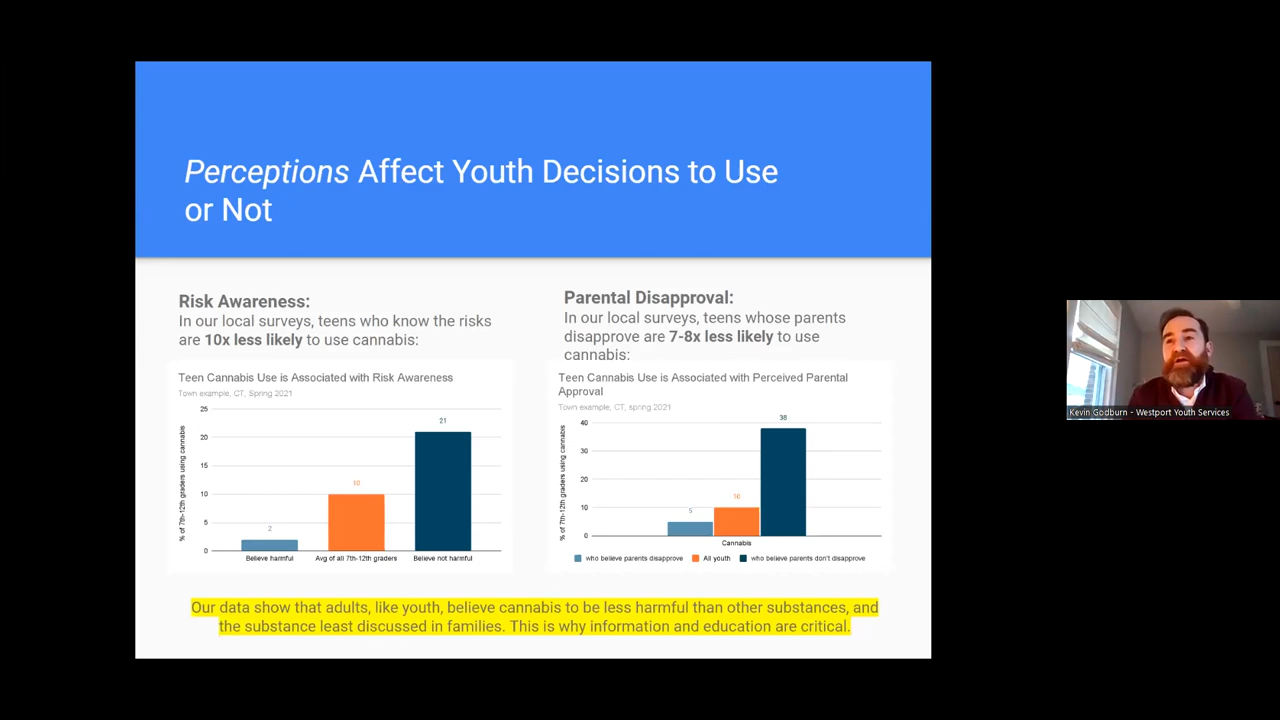 Perceptions Affect Youth Decisions to Use
or Not
Risk Awareness:
In our local surveys, teens who know the risks
are 10x less likely to use cannabis:
Teen Cannabis Use is Associated with Risk Awareness
Town example, CT, Spring 2021
% of 7th-12th graders using cannabis
25
20
15
10
5
0
2
10
21
Believe harmful
Avg of all 7th-12th graders
Believe not harmful
Parental Disapproval:
In our local surveys, teens whose parents
disapprove are 7-8x less likely to use
cannabis:
Teen Cannabis Use is Associated with Perceived Parental
Approval
Town example, CT, spring 2021
% of 7th-12th graders using cannabis
40
30
20
10
0
5
10
38
Cannabis
who believe parents disapprove
All youth
who believe parents don't disapprove
Our data show that adults, like youth, believe cannabis to be less harmful than other substances, and
the substance least discussed in families. This is why information and education are critical.
Kevin Godburn - Westport Youth Services